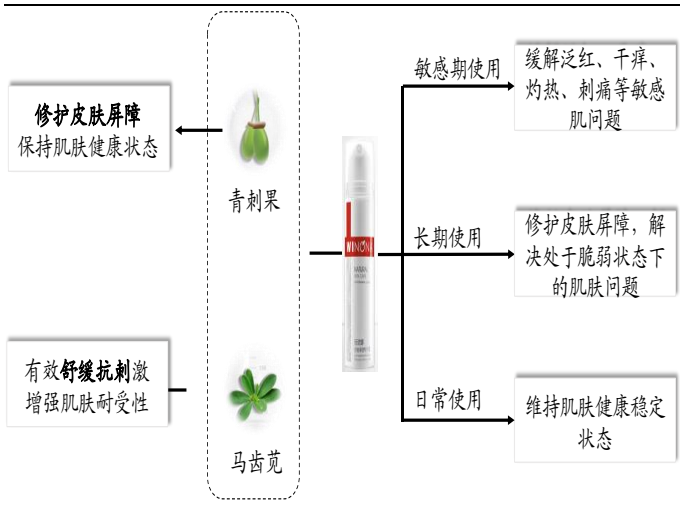 修护皮肤屏障
保持肌肤健康状态
青刺果
有效舒缓抗刺激
增强肌肤耐受性
马齿苋
WINONA
敏感期使用
缓解泛红、干痒、
灼热、刺痛等敏感
肌问题
长期使用
修护皮肤屏障，解
决处于脆弱状态下
的肌肤问题
日常使用
维持肌肤健康稳定
状态